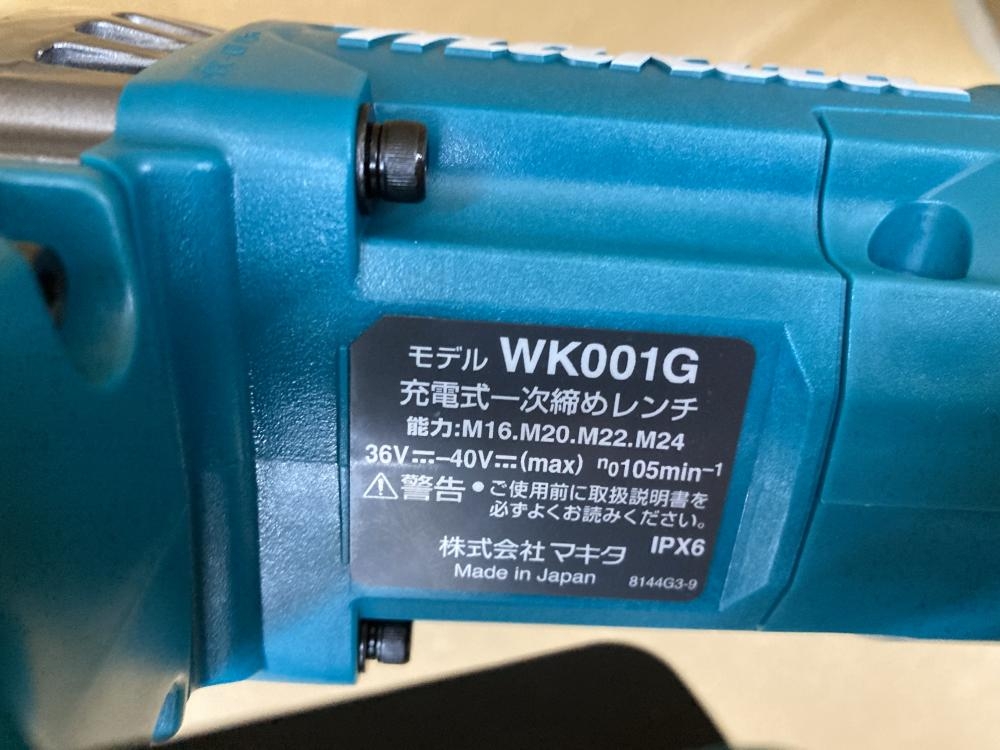 makita
モデル WK001G
充電式一次締めレンチ
能力:M16.M20.M22.M24
36V⎓–40V⎓(max) n0105min-1
⚠警告 ●ご使用前に取扱説明書を
必ずよくお読みください。
株式会社 マキタ IPX6
Made in Japan 8144G3-9